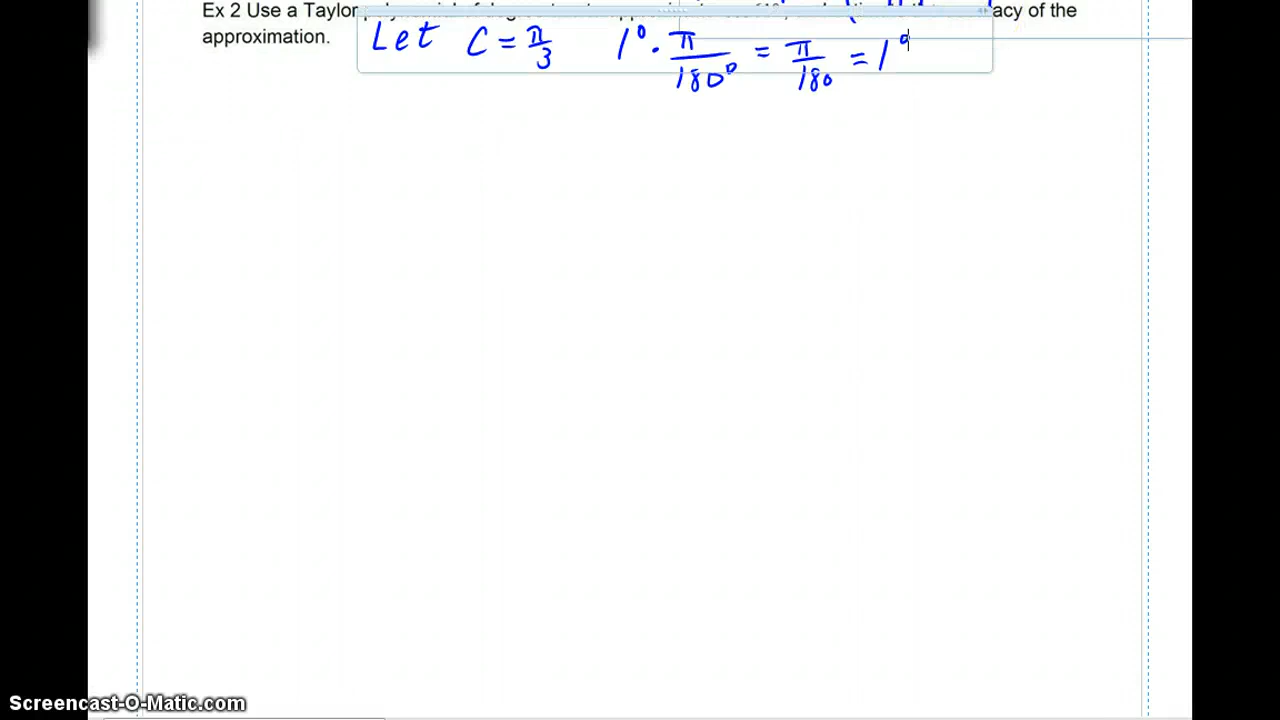 Ex 2 Use a Taylor acy of the
approximation.
Let C = π/3 1° · π/180° = π/180 = 1°
Screencast-O-Matic.com